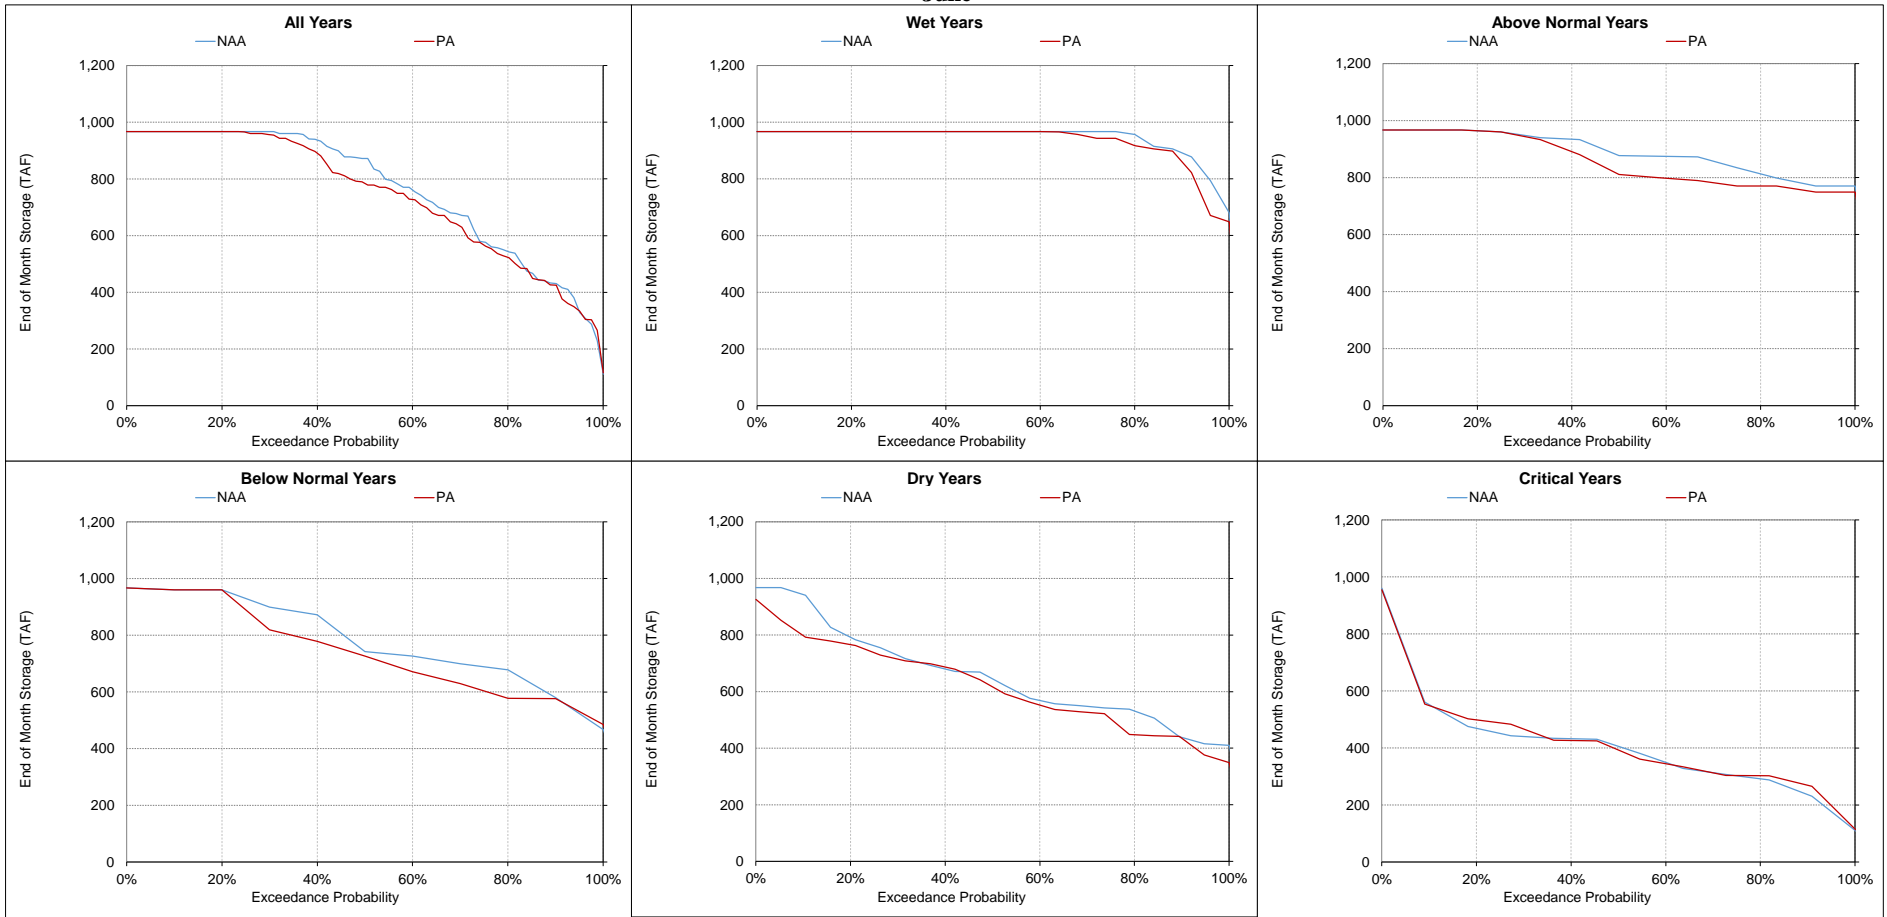 All Years
NAA PA
1,200
1,000
800
600
400
200
0
0% 20% 40% 60% 80% 100%
End of Month Storage (TAF)
Exceedance Probability
Wet Years
NAA PA
1,200
1,000
800
600
400
200
0
0% 20% 40% 60% 80% 100%
End of Month Storage (TAF)
Exceedance Probability
Above Normal Years
NAA PA
1,200
1,000
800
600
400
200
0
0% 20% 40% 60% 80% 100%
End of Month Storage (TAF)
Exceedance Probability
Below Normal Years
NAA PA
1,200
1,000
800
600
400
200
0
0% 20% 40% 60% 80% 100%
End of Month Storage (TAF)
Exceedance Probability
Dry Years
NAA PA
1,200
1,000
800
600
400
200
0
0% 20% 40% 60% 80% 100%
End of Month Storage (TAF)
Exceedance Probability
Critical Years
NAA PA
1,200
1,000
800
600
400
200
0
0% 20% 40% 60% 80% 100%
End of Month Storage (TAF)
Exceedance Probability